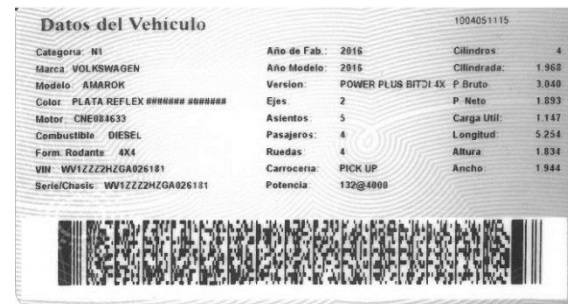 Datos del Vehículo
1004051115
Categoria: N1
Marca: VOLKSWAGEN
Modelo: AMAROK
Color: PLATA REFLEX ####### #######
Motor: CNE084633
Combustible: DIESEL
Form. Rodante: 4X4
VIN: WV1ZZZ2HZGA026181
Serie/Chasis: WV1ZZZ2HZGA026181
Año de Fab.: 2016
Año Modelo: 2016
Version: POWER PLUS BITDI 4X
Ejes: 2
Asientos: 5
Pasajeros: 4
Ruedas: 4
Carroceria: PICK UP
Potencia: 132@4000
Cilindros: 4
Cilindrada: 1.968
P. Bruto: 3.040
P. Neto: 1.893
Carga Util: 1.147
Longitud: 5.254
Altura: 1.834
Ancho: 1.944